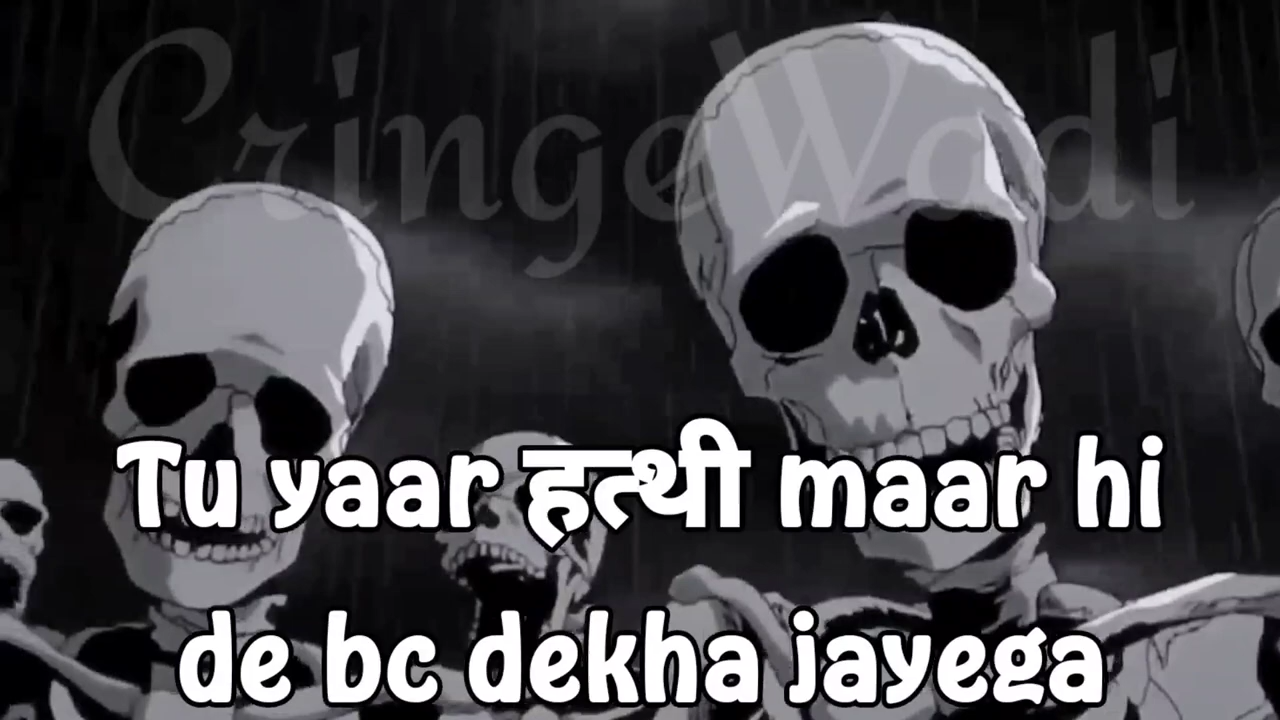 CringeWadi
Tu yaar हत्थी maar hi
de bc dekha jayega